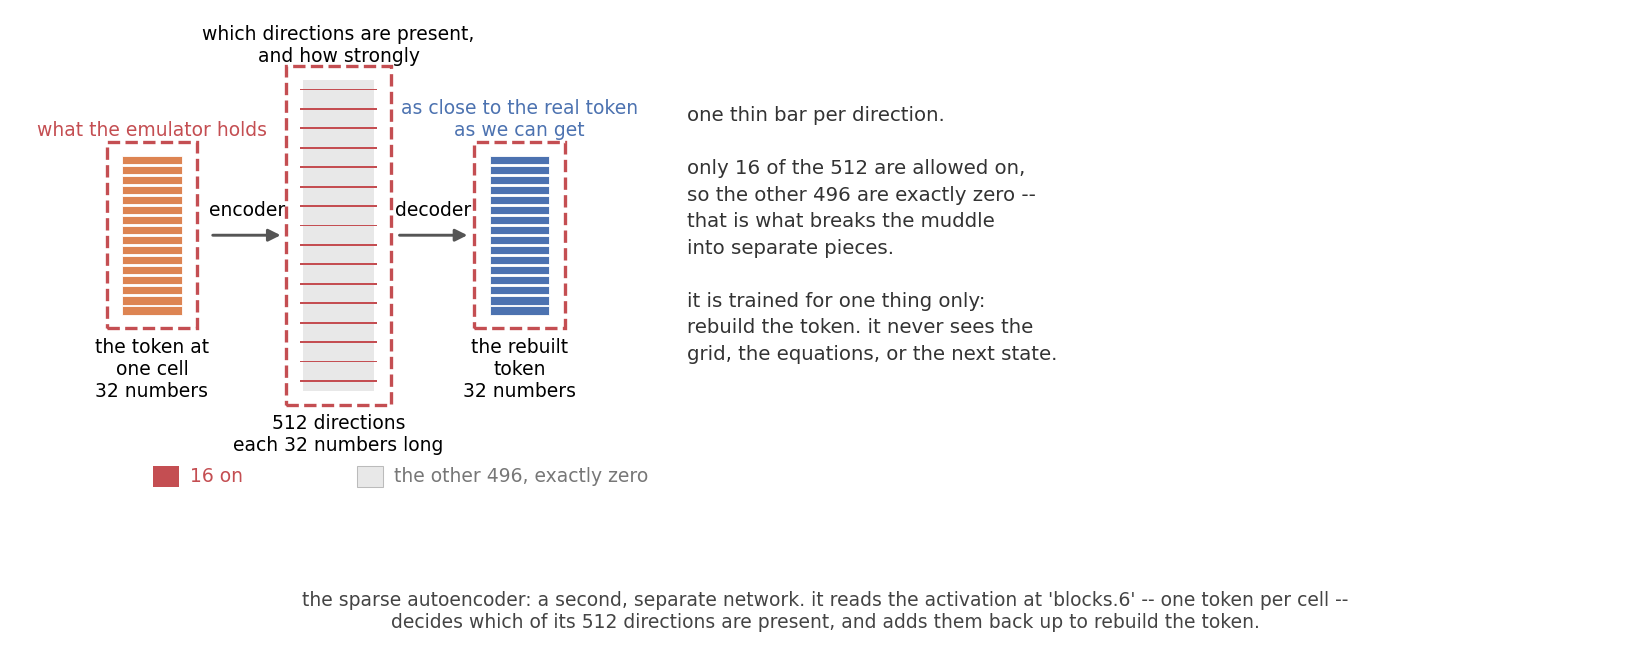 which directions are present,
and how strongly
what the emulator holds
as close to the real token
as we can get
encoder
decoder
the token at
one cell
32 numbers
the rebuilt
token
32 numbers
512 directions
each 32 numbers long
16 on
the other 496, exactly zero
one thin bar per direction.
only 16 of the 512 are allowed on,
so the other 496 are exactly zero --
that is what breaks the muddle
into separate pieces.
it is trained for one thing only:
rebuild the token. it never sees the
grid, the equations, or the next state.
the sparse autoencoder: a second, separate network. it reads the activation at 'blocks.6' -- one token per cell --
decides which of its 512 directions are present, and adds them back up to rebuild the token.